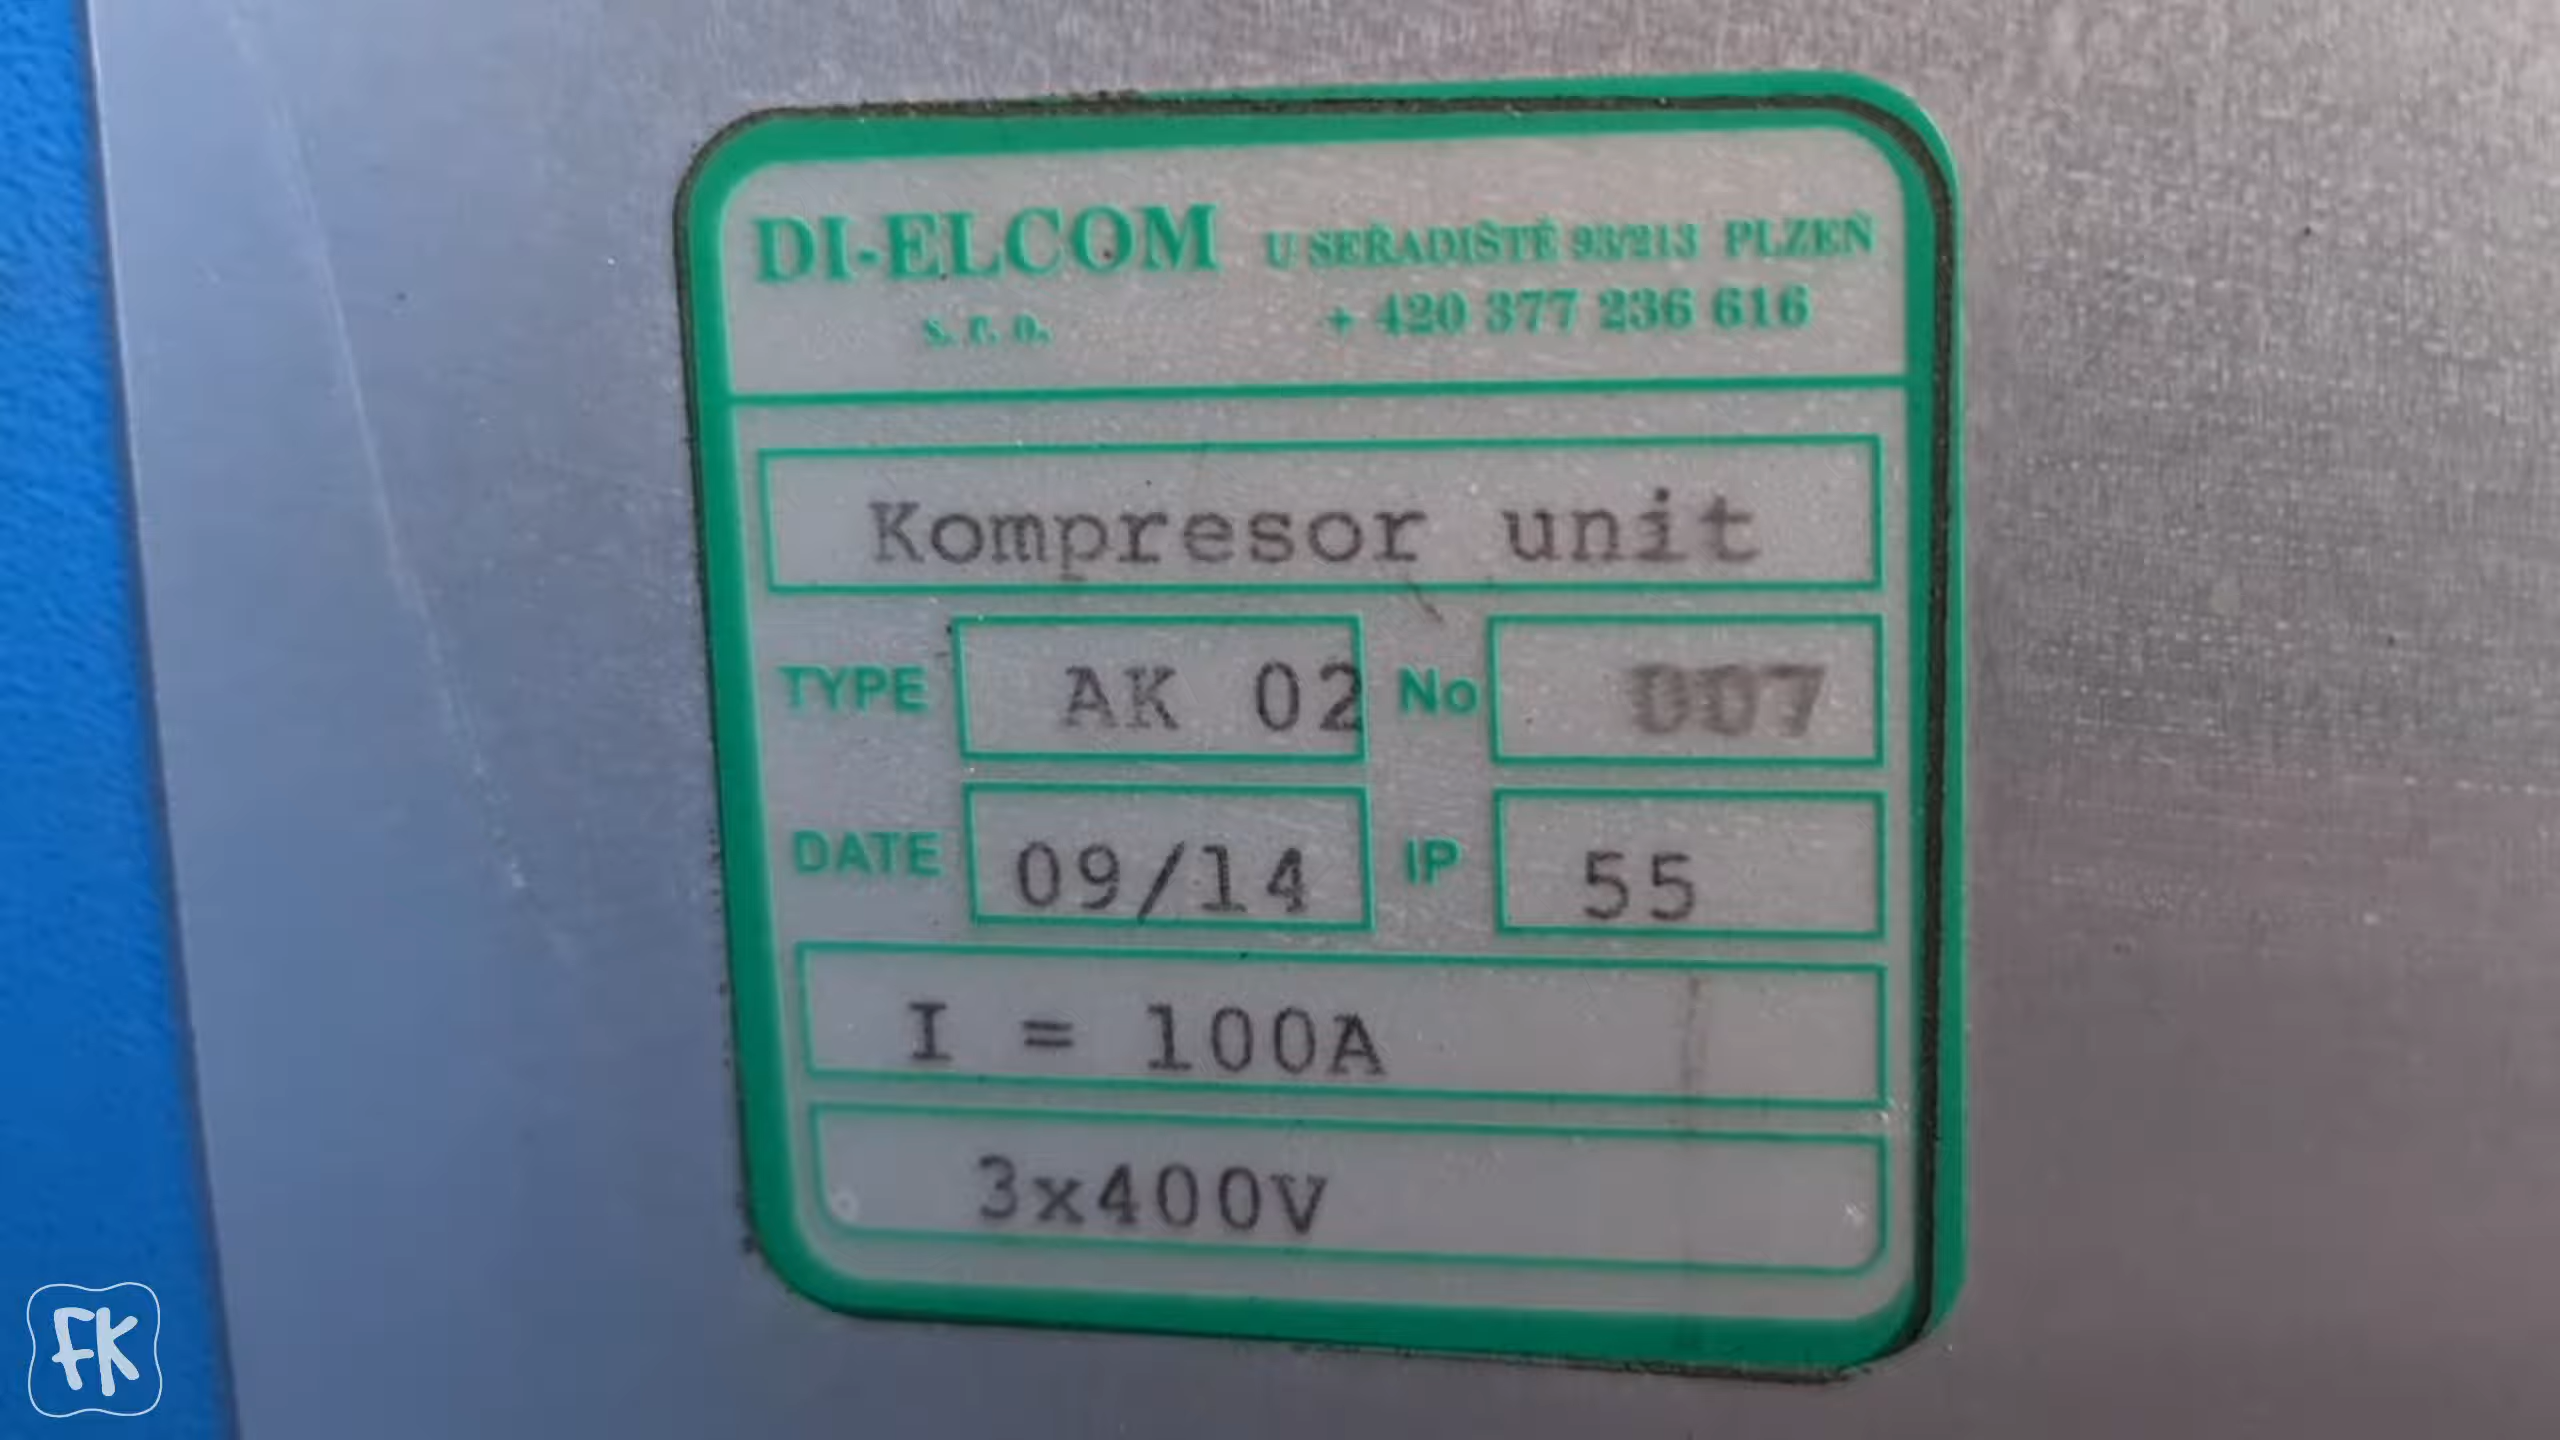 DI-ELCOM
s. r. o.
U SEŘADIŠTĚ 93/213 PLZEŇ
+ 420 377 236 616
Kompresor unit
TYPE AK 02 No 007
DATE 09/14 IP 55
I = 100A
3x400V
FK